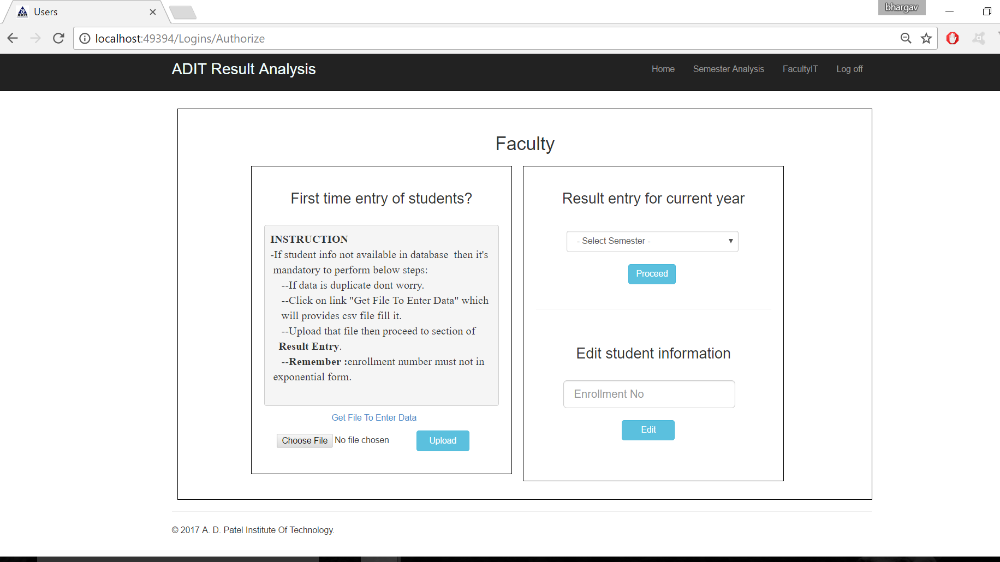 Users
bhargav
localhost:49394/Logins/Authorize
ADIT Result Analysis
Home
Semester Analysis
FacultyIT
Log off
Faculty
First time entry of students?
INSTRUCTION
-If student info not available in database  then it's
mandatory to perform below steps:
--If data is duplicate dont worry.
--Click on link "Get File To Enter Data" which
will provides csv file fill it.
--Upload that file then proceed to section of
Result Entry.
--Remember :enrollment number must not in
exponential form.
Get File To Enter Data
Choose File No file chosen
Upload
Result entry for current year
- Select Semester -
Proceed
Edit student information
Enrollment No
Edit
© 2017 A. D. Patel Institute Of Technology.